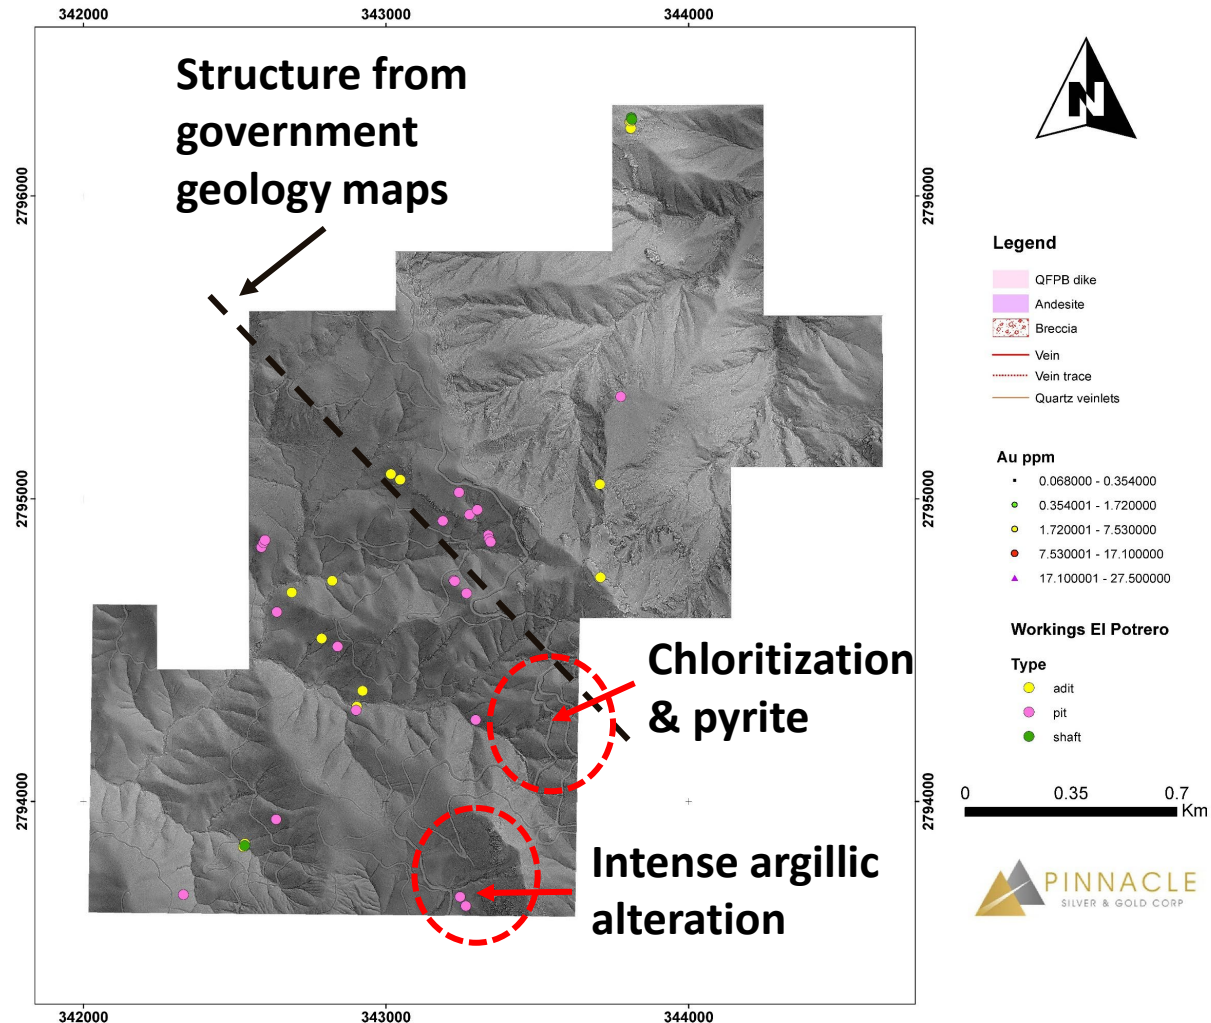 342000
343000
344000
Structure from
government
geology maps
N
2796000
2796000
Legend
QFPB dike
Andesite
Breccia
Vein
Vein trace
Quartz veinlets
Au ppm
0.068000 - 0.354000
0.354001 - 1.720000
1.720001 - 7.530000
7.530001 - 17.100000
17.100001 - 27.500000
2795000
2795000
Workings El Potrero
Type
adit
pit
shaft
Chloritization
& pyrite
2794000
2794000
0
0.35
0.7
Km
Intense argillic
alteration
PINNACLE
SILVER & GOLD CORP
342000
343000
344000